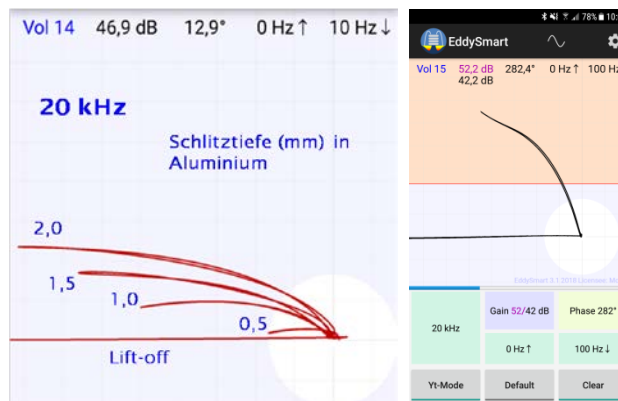 Vol 14 46,9 dB 12,9° 0 Hz↑ 10 Hz↓
20 kHz
Schlitztiefe (mm) in
Aluminium
2,0
1,5
1,0
0,5
Lift-off
78% 10:
EddySmart
Vol 15 52,2 dB 282,4° 0 Hz↑ 100 Hz
42,2 dB
20 kHz
Gain 52/42 dB
Phase 282°
0 Hz↑
100 Hz↓
Yt-Mode
Default
Clear